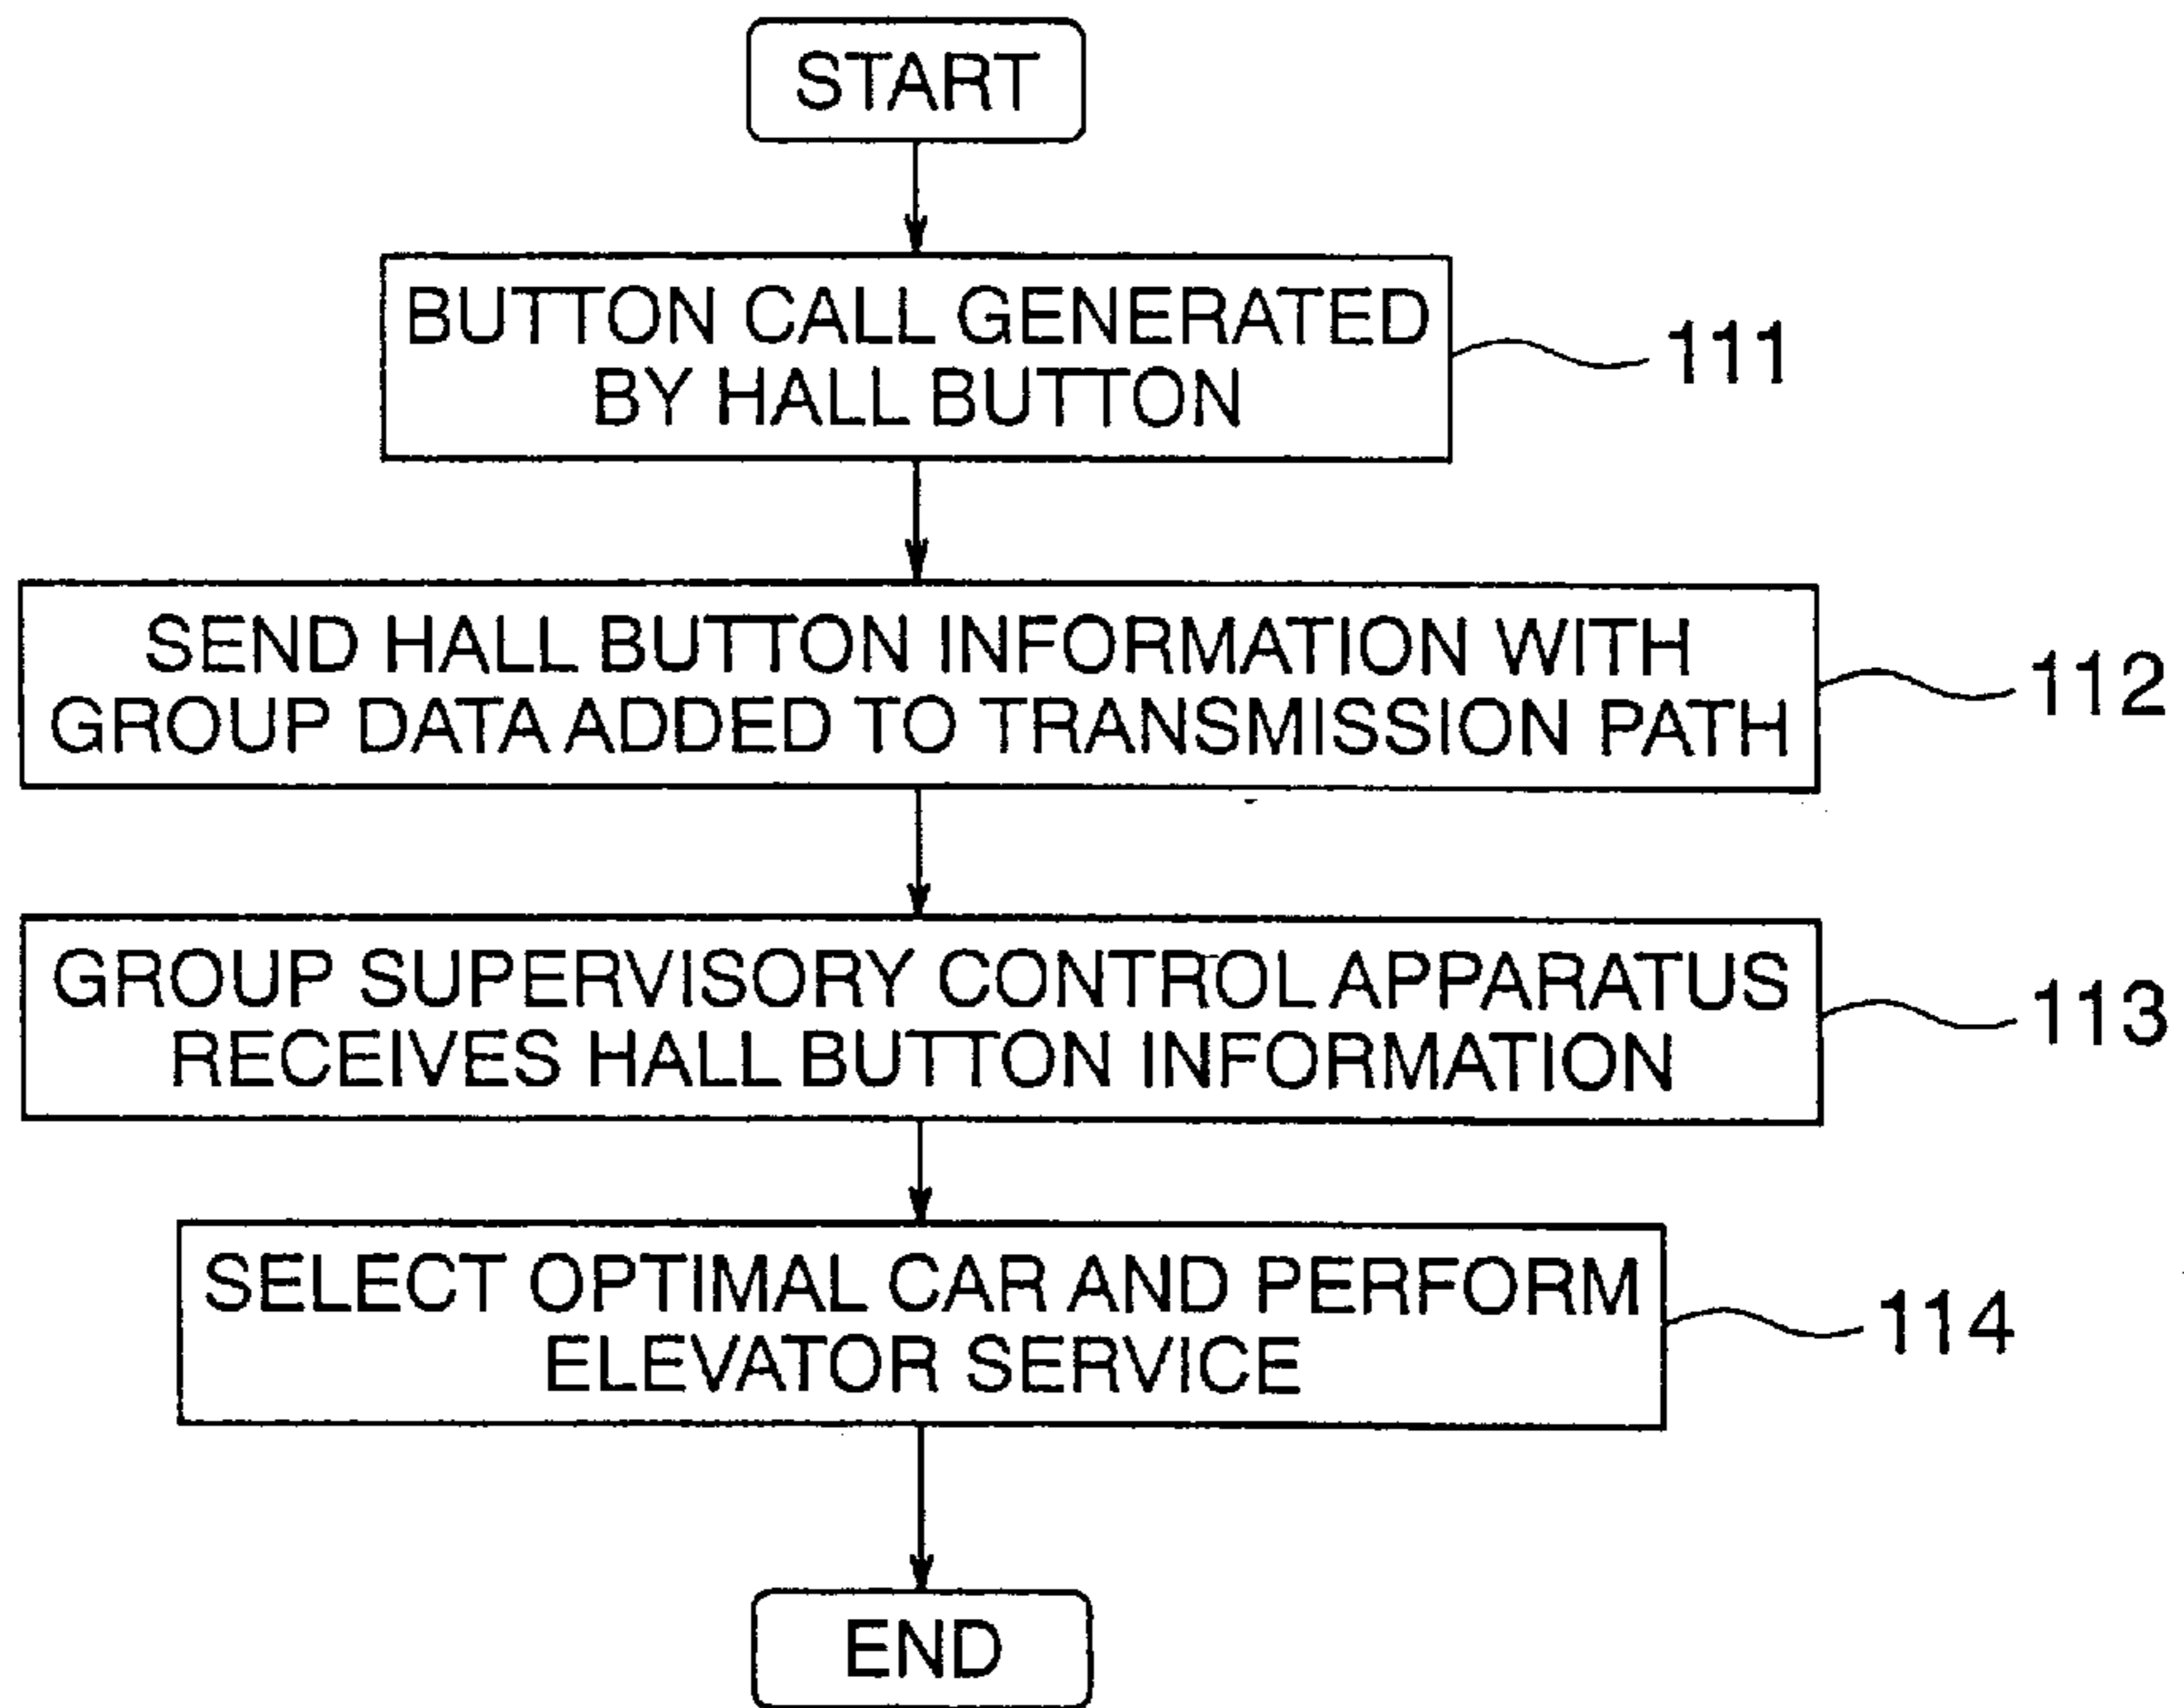 START
BUTTON CALL GENERATED
BY HALL BUTTON
111
SEND HALL BUTTON INFORMATION WITH
GROUP DATA ADDED TO TRANSMISSION PATH
112
GROUP SUPERVISORY CONTROL APPARATUS
RECEIVES HALL BUTTON INFORMATION
113
SELECT OPTIMAL CAR AND PERFORM
ELEVATOR SERVICE
114
END